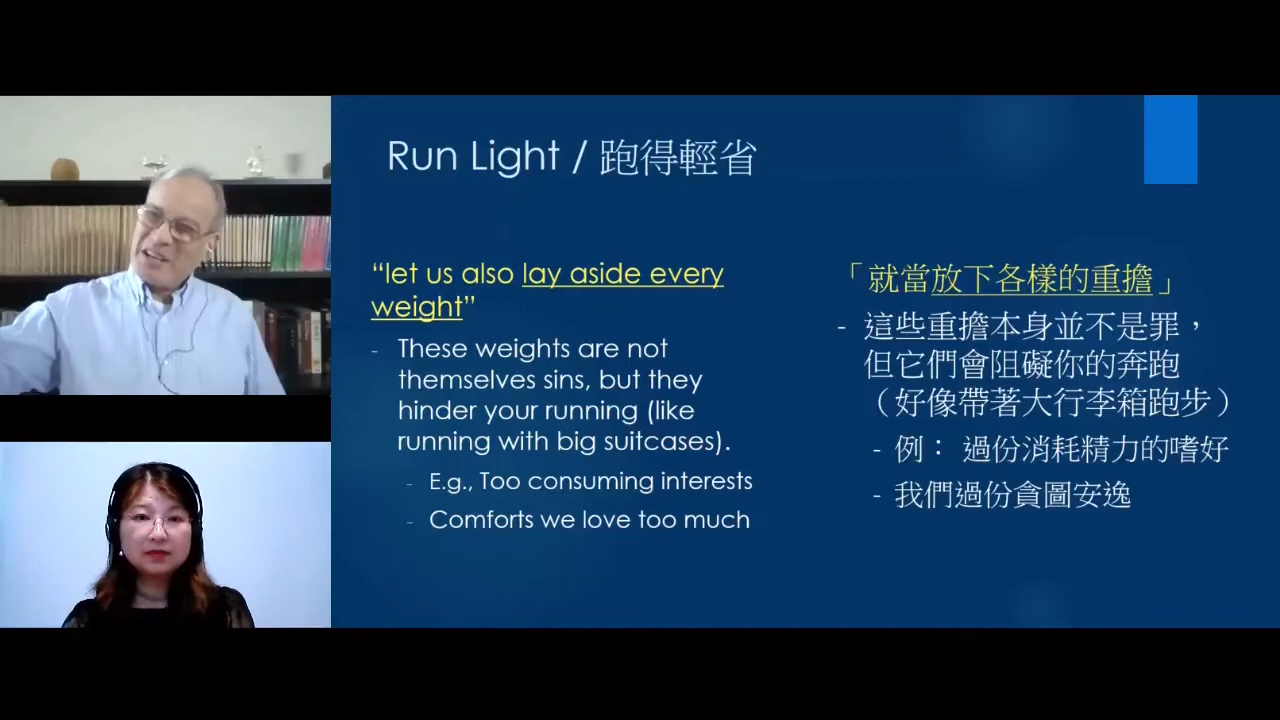 Run Light / 跑得輕省
“let us also lay aside every
weight”
- These weights are not
themselves sins, but they
hinder your running (like
running with big suitcases).
- E.g., Too consuming interests
- Comforts we love too much
「就當放下各樣的重擔」
- 這些重擔本身並不是罪，
但它們會阻礙你的奔跑
（好像帶著大行李箱跑步）
- 例： 過份消耗精力的嗜好
- 我們過份貪圖安逸